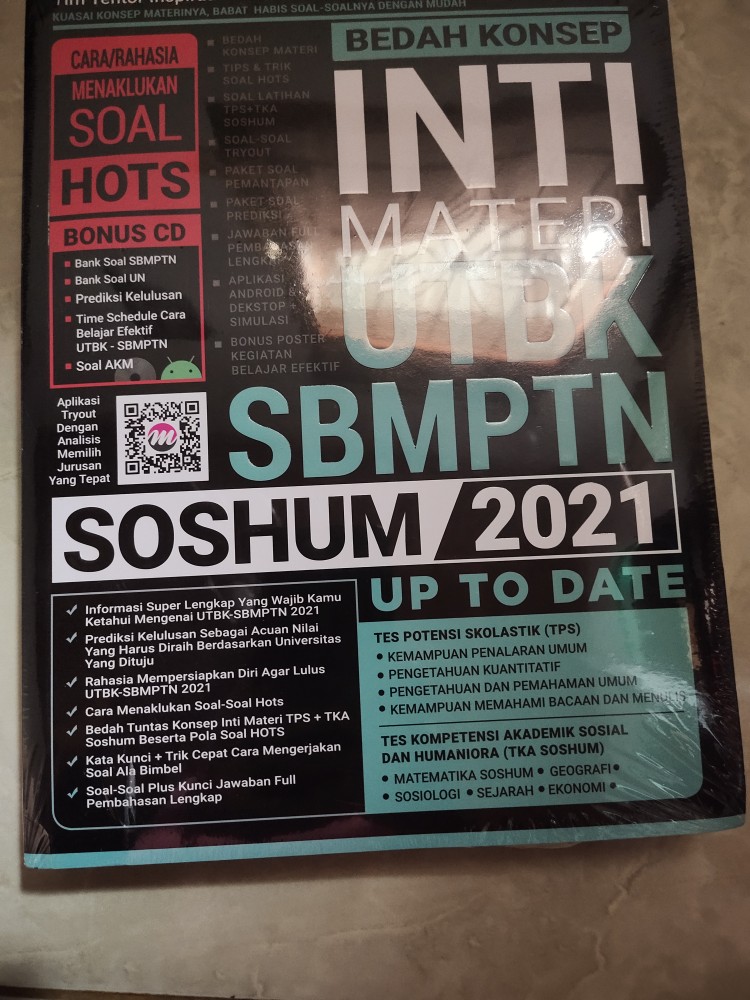 Tim Tentor Inspira
KUASAI KONSEP MATERINYA, BABAT HABIS SOAL-SOALNYA DENGAN MUDAH
CARA/RAHASIA
MENAKLUKAN
SOAL
HOTS
BONUS CD
Bank Soal SBMPTN
Bank Soal UN
Prediksi Kelulusan
Time Schedule Cara
Belajar Efektif
UTBK - SBMPTN
Soal AKM
BEDAH
KONSEP MATERI
TIPS & TRIK
SOAL HOTS
SOAL LATIHAN
TPS+TKA
SOSHUM
SOAL-SOAL
TRYOUT
PAKET SOAL
PEMANTAPAN
PAKET SOAL
PREDIKSI
JAWABAN FULL
PEMBAHASAN
LENGKAP
APLIKASI
ANDROID &
DEKSTOP +
SIMULASI
BONUS POSTER
KEGIATAN
BELAJAR EFEKTIF
BEDAH KONSEP
INTI
MATERI
UTBK
SBMPTN
Aplikasi
Tryout
Dengan
Analisis
Memilih
Jurusan
Yang Tepat
m
SOSHUM / 2021
UP TO DATE
Informasi Super Lengkap Yang Wajib Kamu
Ketahui Mengenai UTBK-SBMPTN 2021
Prediksi Kelulusan Sebagai Acuan Nilai
Yang Harus Diraih Berdasarkan Universitas
Yang Dituju
Rahasia Mempersiapkan Diri Agar Lulus
UTBK-SBMPTN 2021
Cara Menaklukan Soal-Soal Hots
Bedah Tuntas Konsep Inti Materi TPS + TKA
Soshum Beserta Pola Soal HOTS
Kata Kunci + Trik Cepat Cara Mengerjakan
Soal Ala Bimbel
Soal-Soal Plus Kunci Jawaban Full
Pembahasan Lengkap
TES POTENSI SKOLASTIK (TPS)
• KEMAMPUAN PENALARAN UMUM
• PENGETAHUAN KUANTITATIF
• PENGETAHUAN DAN PEMAHAMAN UMUM
• KEMAMPUAN MEMAHAMI BACAAN DAN MENULIS
TES KOMPETENSI AKADEMIK SOSIAL
DAN HUMANIORA (TKA SOSHUM)
• MATEMATIKA SOSHUM • GEOGRAFI •
• SOSIOLOGI • SEJARAH • EKONOMI •